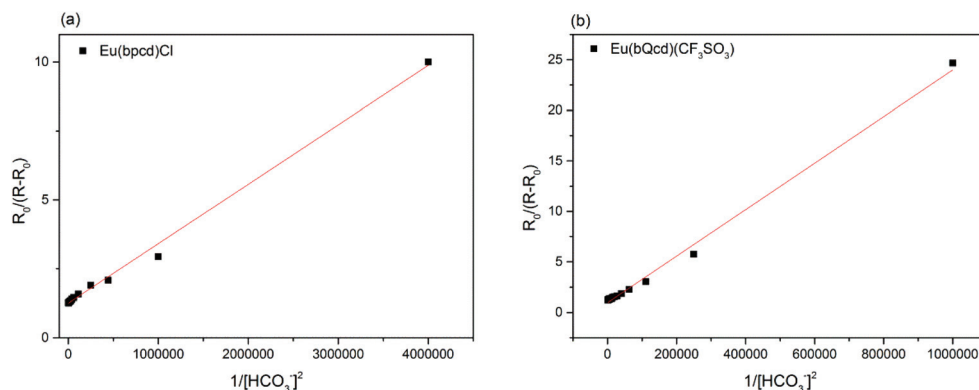 (a)
Eu(bpcd)Cl
10
5
0
R₀/(R-R₀)
0 1000000 2000000 3000000 4000000
1/[HCO₃⁻]²
(b)
Eu(bQcd)(CF₃SO₃)
25
20
15
10
5
0
R₀/(R-R₀)
0 200000 400000 600000 800000 1000000
1/[HCO₃⁻]²